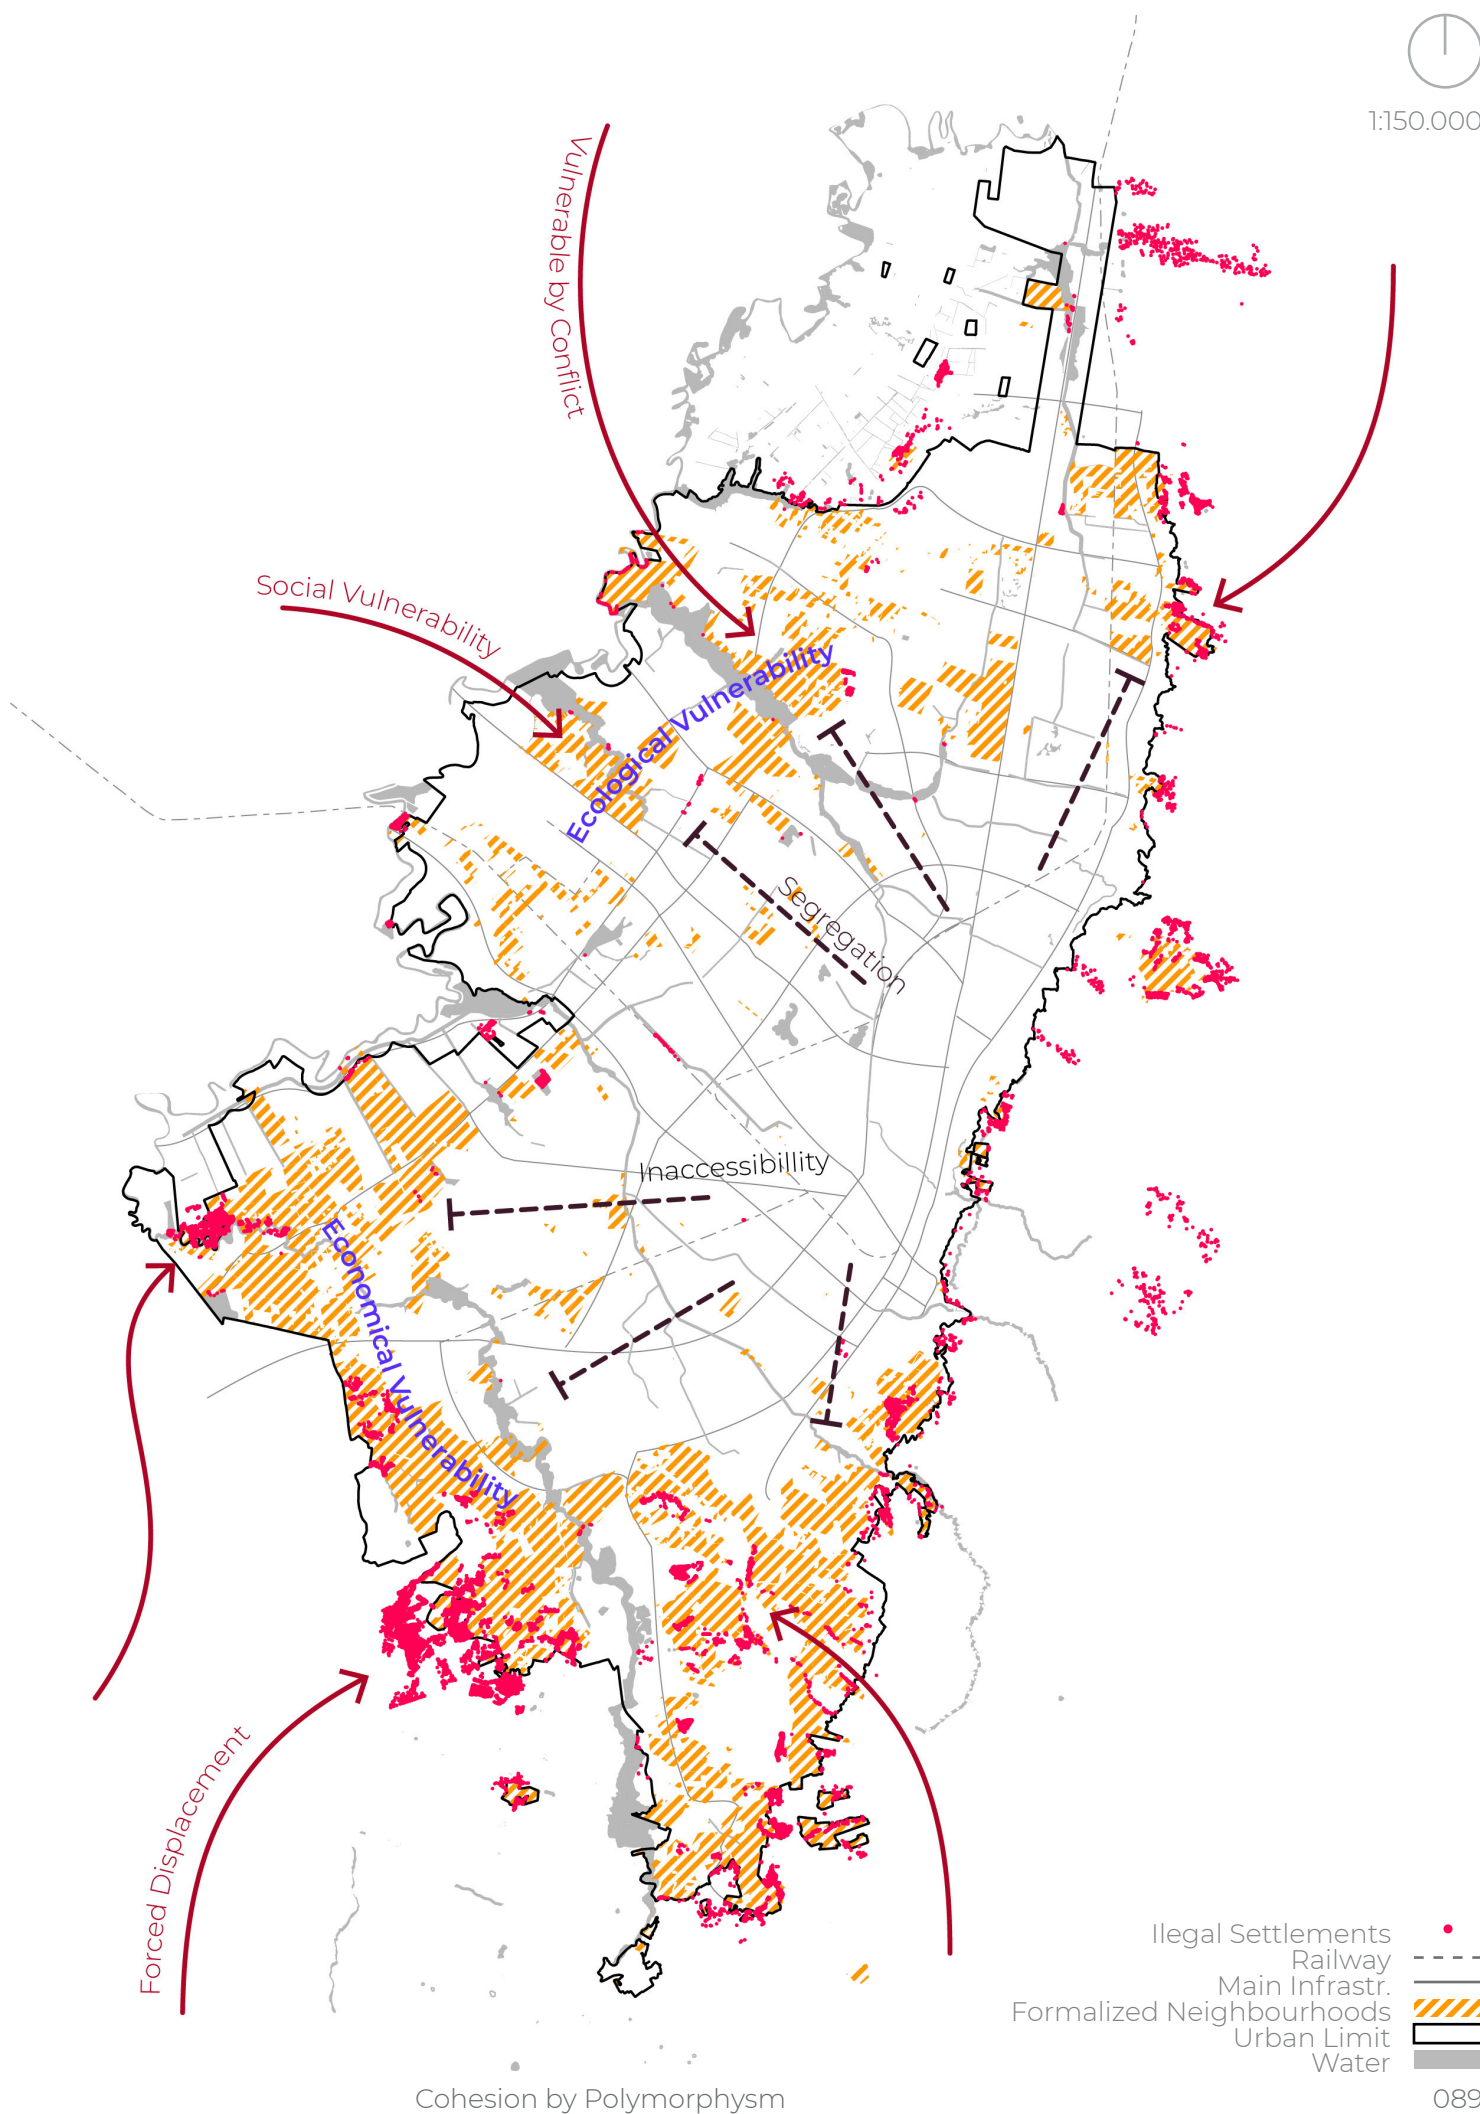 1:150.000
Vulnerable by Conflict
Social Vulnerability
Ecological Vulnerability
Segregation
Inaccessibillity
Economical Vulnerability
Forced Displacement
Ilegal Settlements
Railway
Main Infrastr.
Formalized Neighbourhoods
Urban Limit
Water
Cohesion by Polymorphysm
089